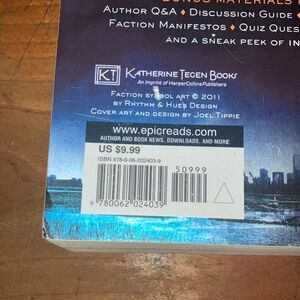 BONUS MATERIALS
AUTHOR Q&A ♦ DISCUSSION GUIDE ♦
FACTION MANIFESTOS ♦ QUIZ QUES
AND A SNEAK PEEK OF IN
KT KATHERINE TEGEN BOOKS
An Imprint of HarperCollinsPublishers
FACTION SYMBOL ART © 2011
BY RHYTHM & HUES DESIGN
COVER ART AND DESIGN BY JOEL TIPPIE
www.epicreads.com
AUTHOR AND BOOK NEWS, DOWNLOADS, AND MORE
US $9.99
ISBN 978-0-06-202403-9
50999
9 780062 024039